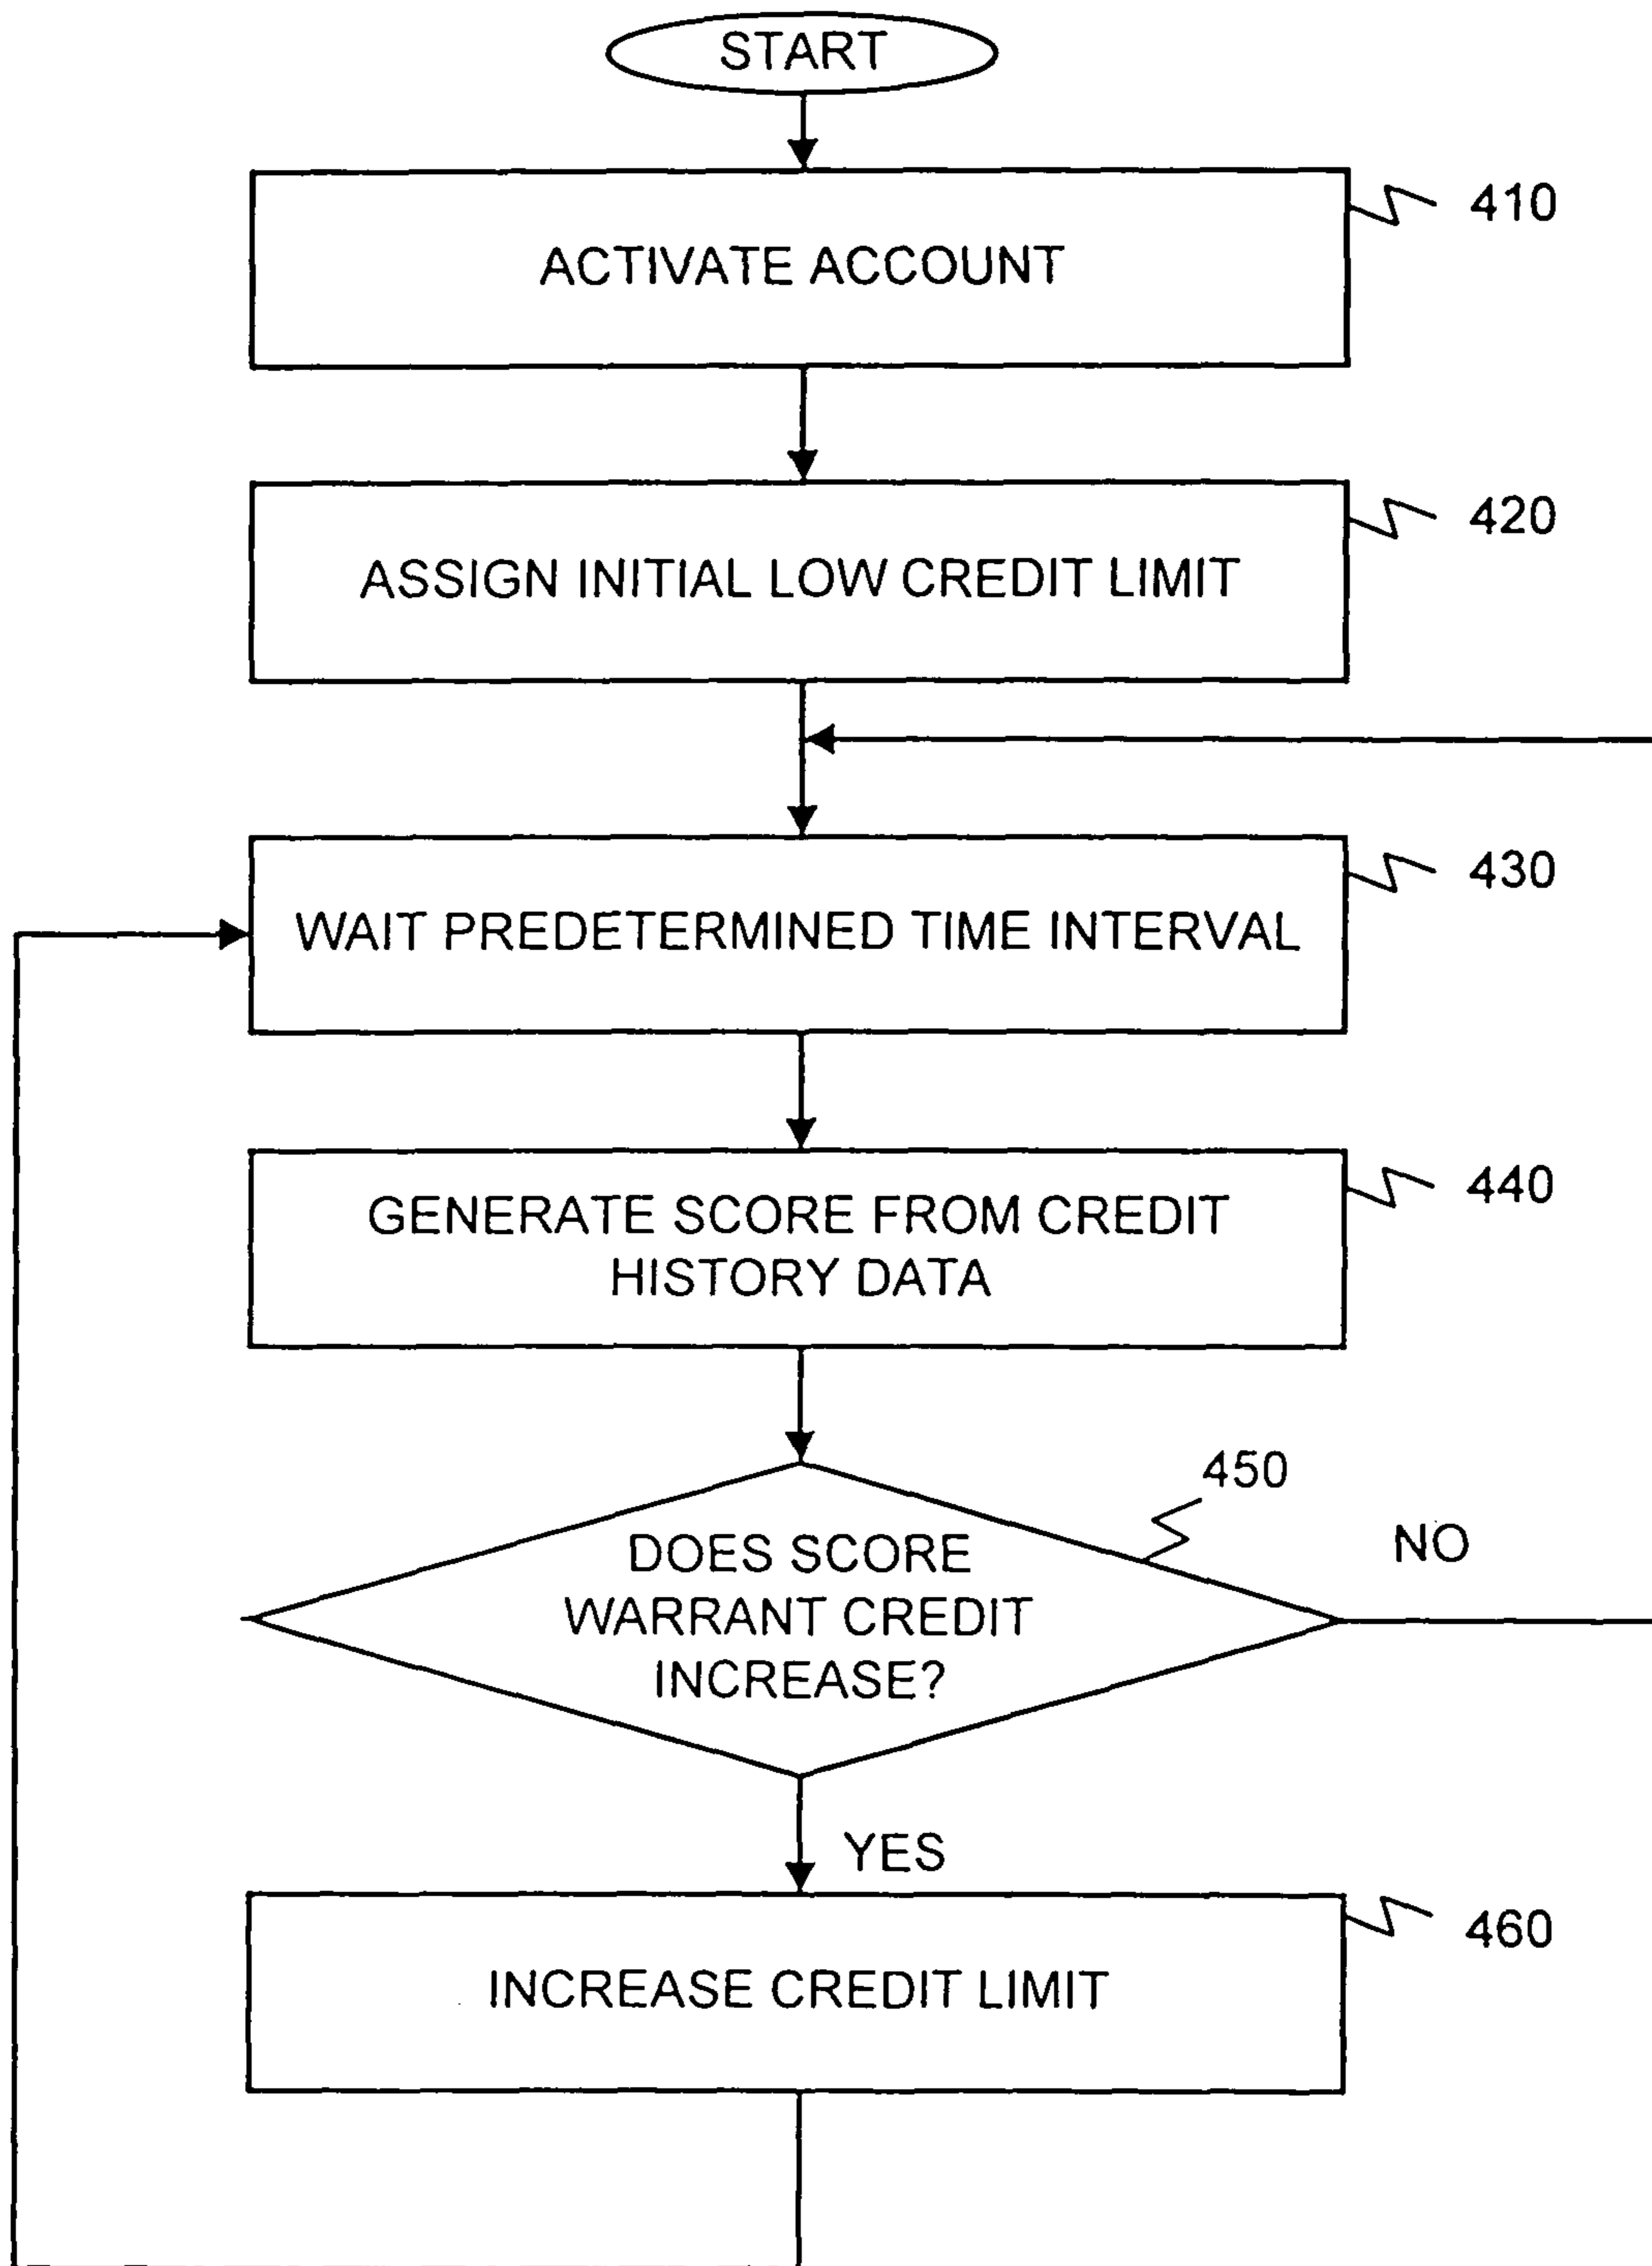 START
ACTIVATE ACCOUNT
410
ASSIGN INITIAL LOW CREDIT LIMIT
420
WAIT PREDETERMINED TIME INTERVAL
430
GENERATE SCORE FROM CREDIT
HISTORY DATA
440
450
DOES SCORE
WARRANT CREDIT
INCREASE?
NO
YES
INCREASE CREDIT LIMIT
460